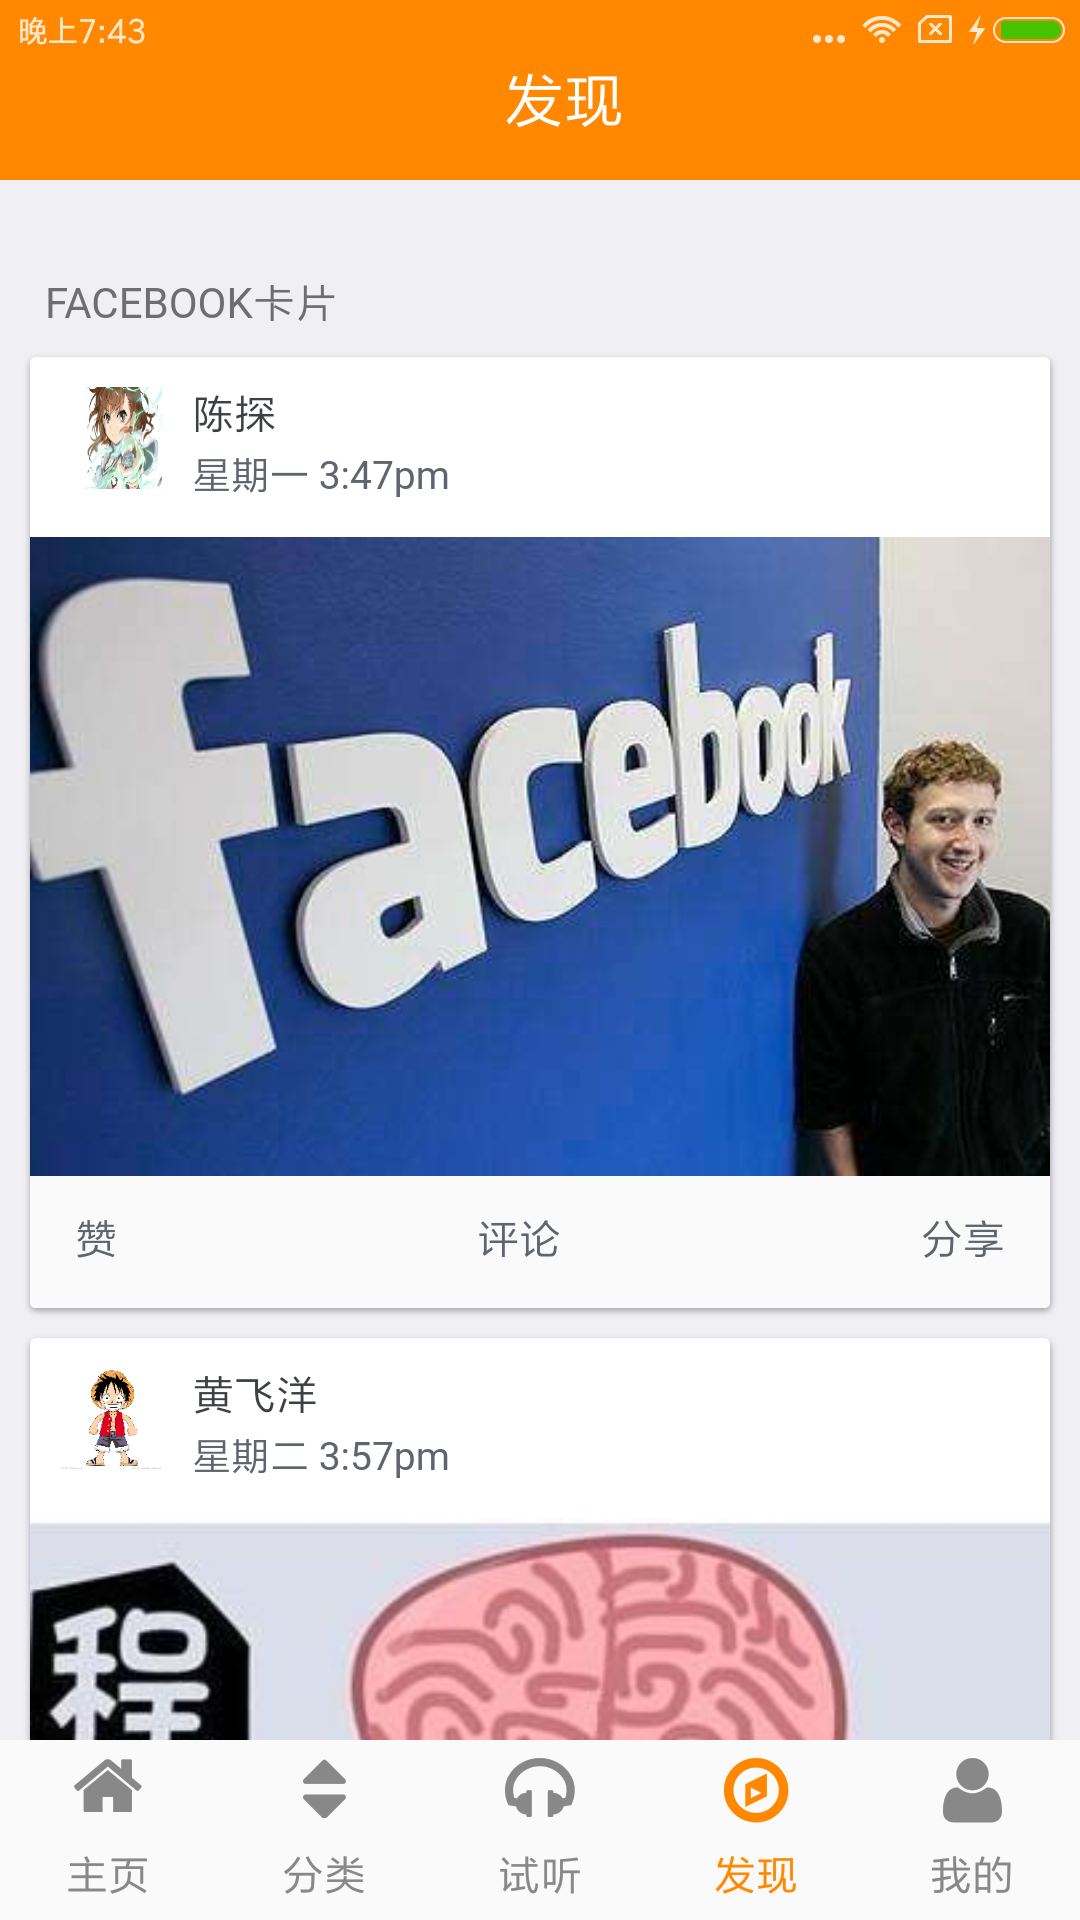 晚上7:43
发现
FACEBOOK卡片
陈探
星期一 3:47pm
facebook
赞
评论
分享
黄飞洋
星期二 3:57pm
程
主页
分类
试听
发现
我的